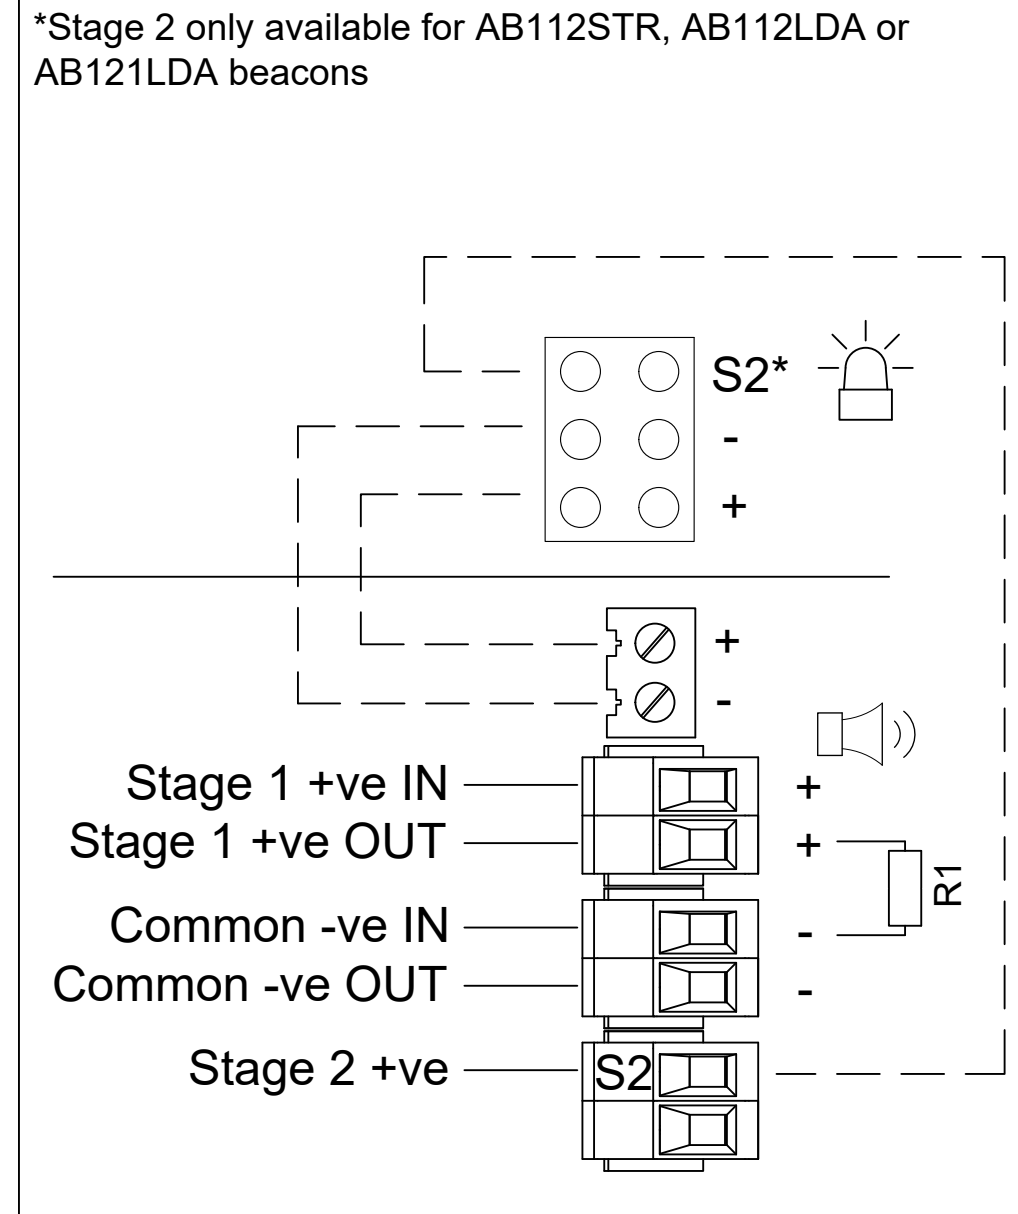 *Stage 2 only available for AB112STR, AB112LDA or
AB121LDA beacons
S2*
-
+
+
-
Stage 1 +ve IN
+
Stage 1 +ve OUT
+
R1
Common -ve IN
-
Common -ve OUT
-
Stage 2 +ve
S2